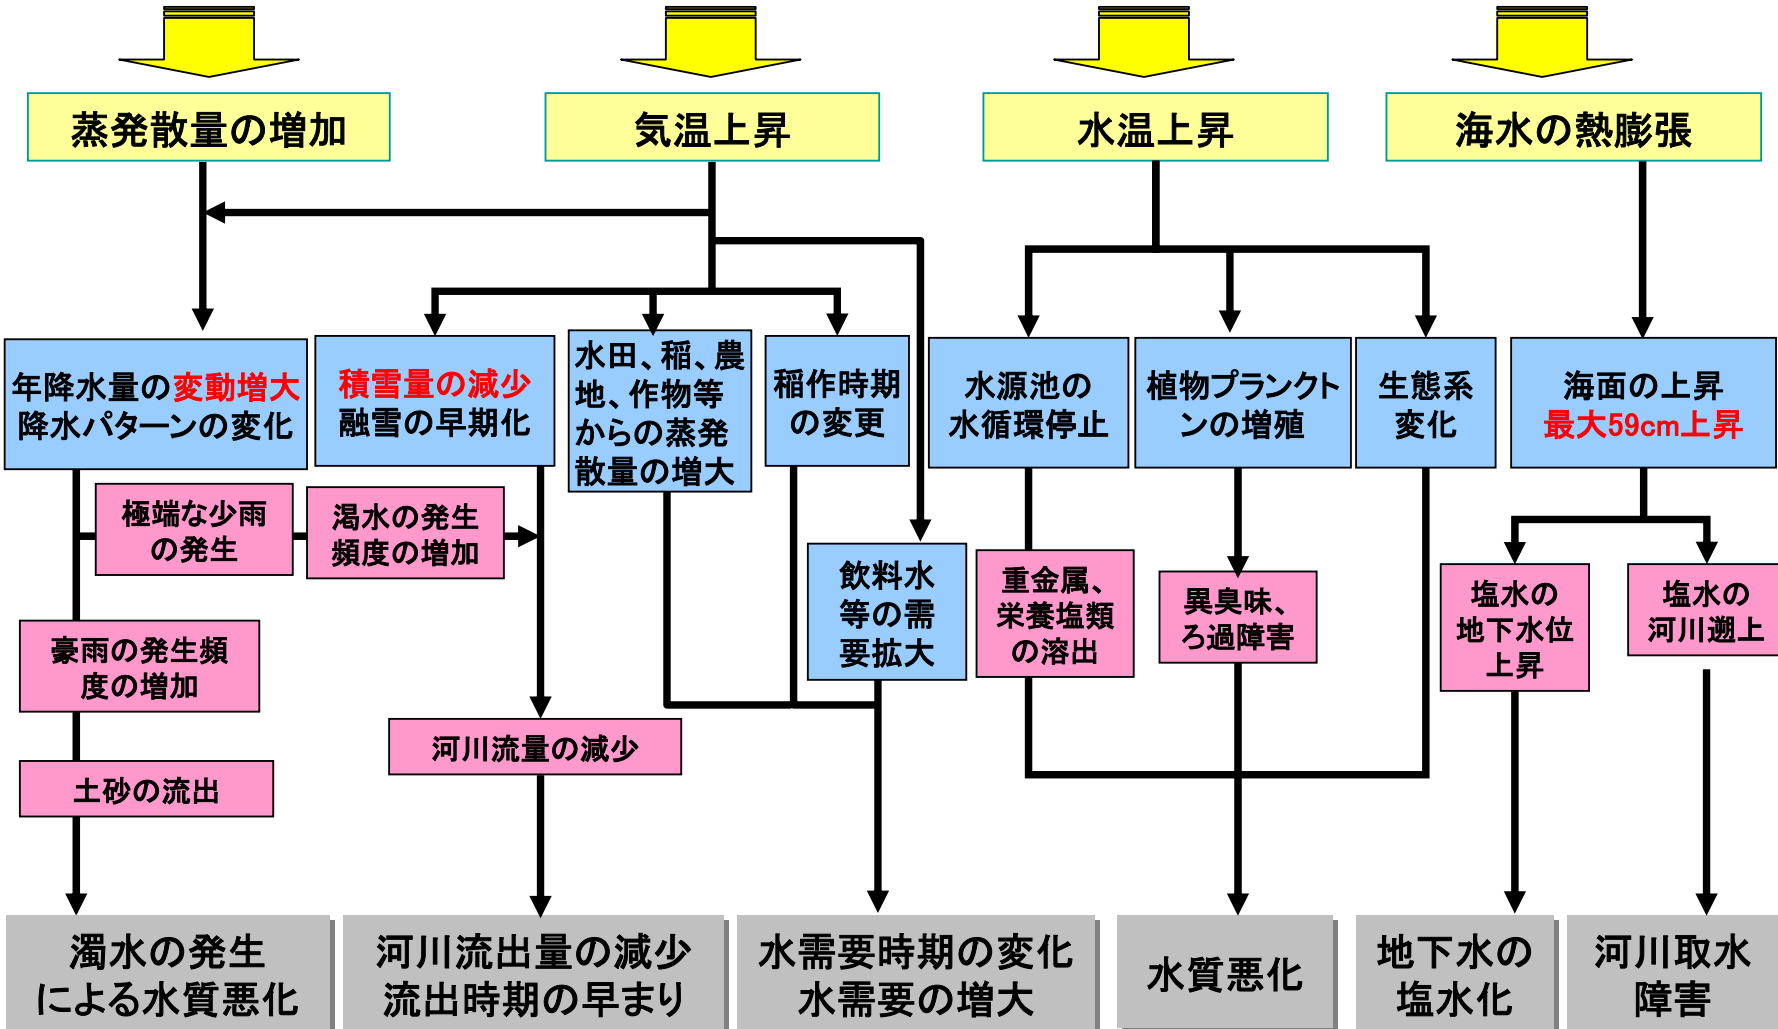 蒸発散量の増加
気温上昇
水温上昇
海水の熱膨張
年降水量の変動増大
降水パターンの変化
積雪量の減少
融雪の早期化
水田、稲、農
地、作物等
からの蒸発
散量の増大
稲作時期
の変更
水源池の
水循環停止
植物プランクト
ンの増殖
生態系
変化
海面の上昇
最大59cm上昇
極端な少雨
の発生
渇水の発生
頻度の増加
飲料水
等の需
要拡大
重金属、
栄養塩類
の溶出
異臭味、
ろ過障害
塩水の
地下水位
上昇
塩水の
河川遡上
豪雨の発生頻
度の増加
河川流量の減少
土砂の流出
濁水の発生
による水質悪化
河川流出量の減少
流出時期の早まり
水需要時期の変化
水需要の増大
水質悪化
地下水の
塩水化
河川取水
障害